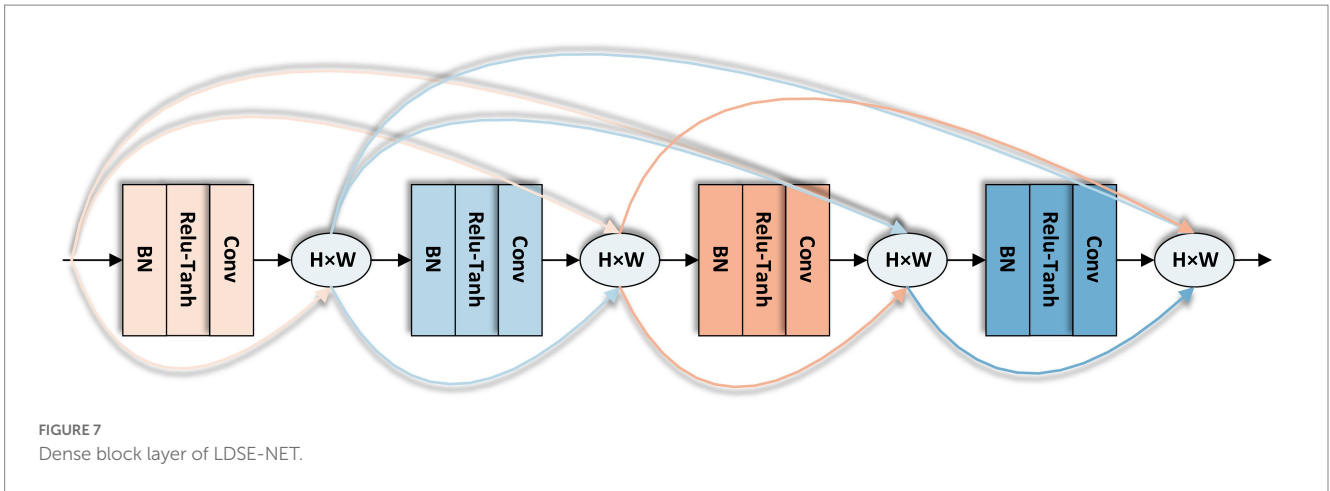 BN
Relu-Tanh
Conv
H×W
BN
Relu-Tanh
Conv
H×W
BN
Relu-Tanh
Conv
H×W
BN
Relu-Tanh
Conv
H×W
FIGURE 7
Dense block layer of LDSE-NET.